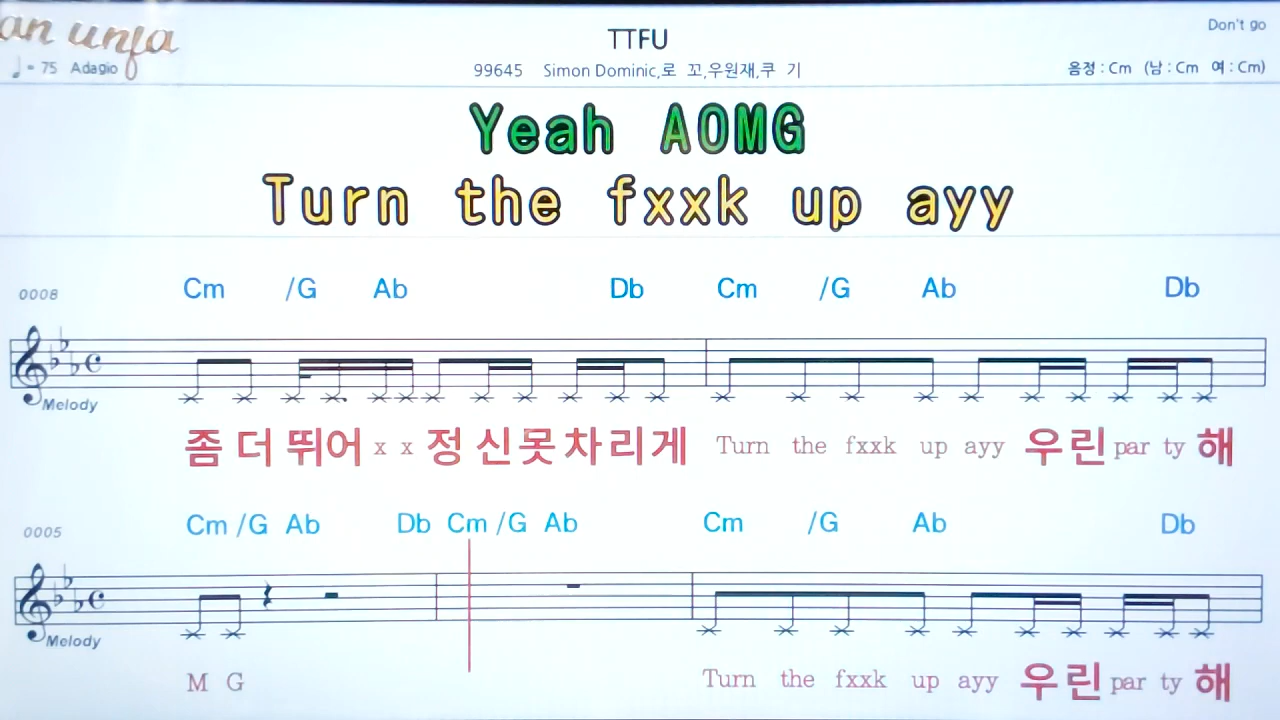 an unfa
Don't go
TTFU
♩= 75 Adagio
99645 Simon Dominic,로 꼬,우원재,쿠 기
음정 : Cm (남 : Cm 여 : Cm)
Yeah AOMG
Turn the fxxk up ayy
0008 Cm /G Ab Db Cm /G Ab Db
Melody
좀 더 뛰어 x x 정 신못 차리게 Turn the fxxk up ayy 우린 par ty 해
0005 Cm /G Ab Db Cm /G Ab Cm /G Ab Db
Melody
M G Turn the fxxk up ayy 우린 par ty 해